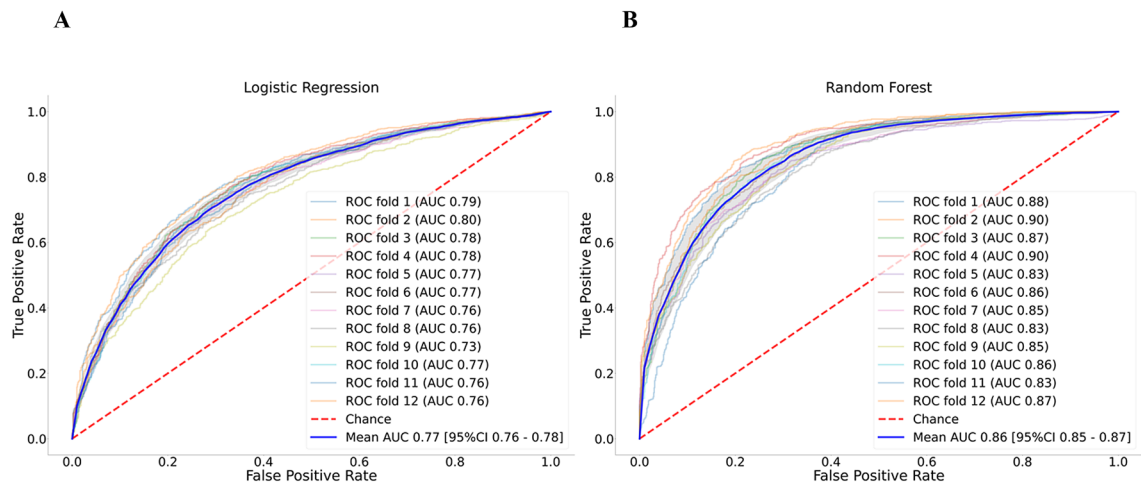 A
Logistic Regression
True Positive Rate
1.0
0.8
0.6
0.4
0.2
0.0
ROC fold 1 (AUC 0.79)
ROC fold 2 (AUC 0.80)
ROC fold 3 (AUC 0.78)
ROC fold 4 (AUC 0.78)
ROC fold 5 (AUC 0.77)
ROC fold 6 (AUC 0.77)
ROC fold 7 (AUC 0.76)
ROC fold 8 (AUC 0.76)
ROC fold 9 (AUC 0.73)
ROC fold 10 (AUC 0.77)
ROC fold 11 (AUC 0.76)
ROC fold 12 (AUC 0.76)
Chance
Mean AUC 0.77 [95%CI 0.76 - 0.78]
0.0 0.2 0.4 0.6 0.8 1.0
False Positive Rate
B
Random Forest
True Positive Rate
1.0
0.8
0.6
0.4
0.2
0.0
ROC fold 1 (AUC 0.88)
ROC fold 2 (AUC 0.90)
ROC fold 3 (AUC 0.87)
ROC fold 4 (AUC 0.90)
ROC fold 5 (AUC 0.83)
ROC fold 6 (AUC 0.86)
ROC fold 7 (AUC 0.85)
ROC fold 8 (AUC 0.83)
ROC fold 9 (AUC 0.85)
ROC fold 10 (AUC 0.86)
ROC fold 11 (AUC 0.83)
ROC fold 12 (AUC 0.87)
Chance
Mean AUC 0.86 [95%CI 0.85 - 0.87]
0.0 0.2 0.4 0.6 0.8 1.0
False Positive Rate